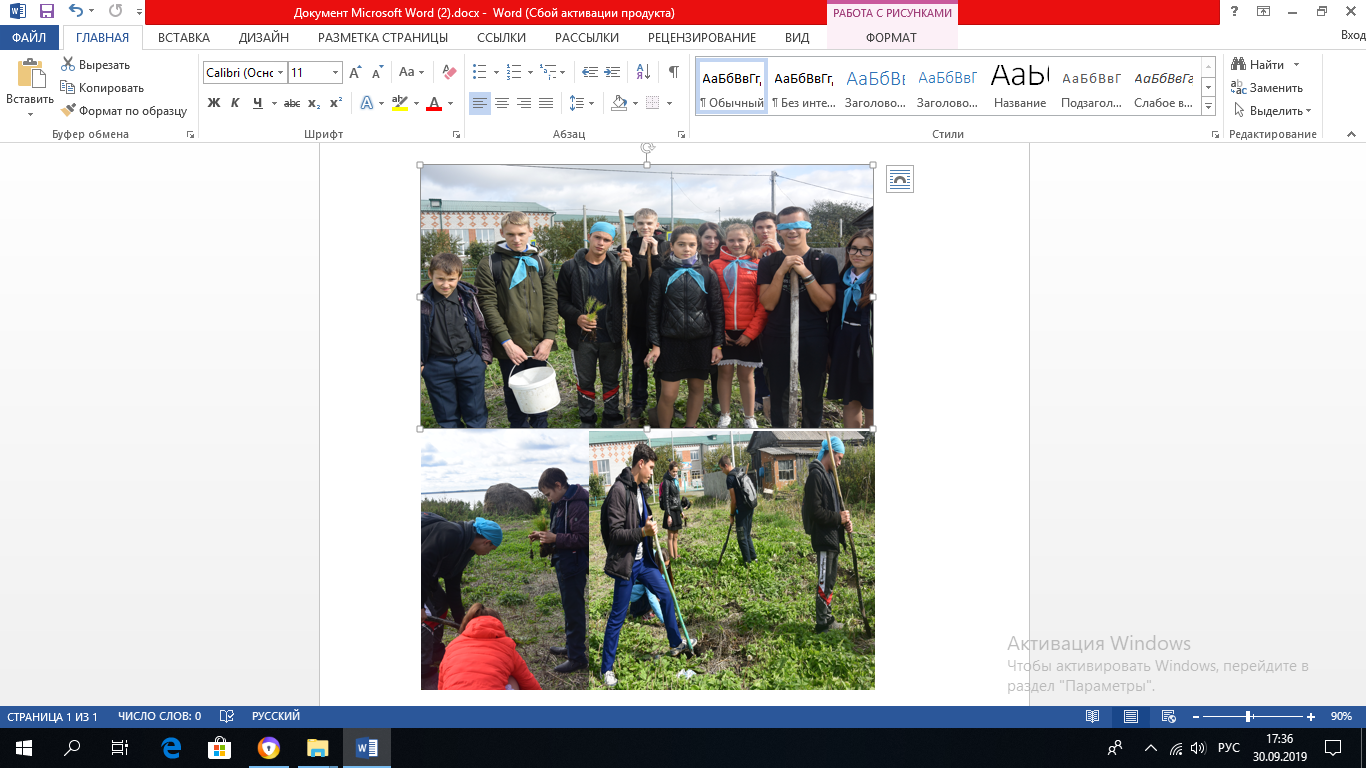 Документ Microsoft Word (2).docx - Word (Сбой активации продукта)
РАБОТА С РИСУНКАМИ
?
ФАЙЛ ГЛАВНАЯ ВСТАВКА ДИЗАЙН РАЗМЕТКА СТРАНИЦЫ ССЫЛКИ РАССЫЛКИ РЕЦЕНЗИРОВАНИЕ ВИД ФОРМАТ Вход
Вставить
Вырезать
Копировать
Формат по образцу
Буфер обмена
Calibri (Оснс 11
Aa
Ж К Ч abc x₂ x²
Шрифт
Абзац
АаБбВвГг, АаБбВвГг, АаБбВв АаБбВвГ АаЬ АаБбВвГ АаБбВвГг
¶ Обычный ¶ Без инте... Заголово... Заголово... Название Подзагол... Слабое в...
Стили
Найти
Заменить
Выделить
Редактирование
Активация Windows
Чтобы активировать Windows, перейдите в
раздел "Параметры".
СТРАНИЦА 1 ИЗ 1 ЧИСЛО СЛОВ: 0 РУССКИЙ 90%
РУС
17:36
30.09.2019